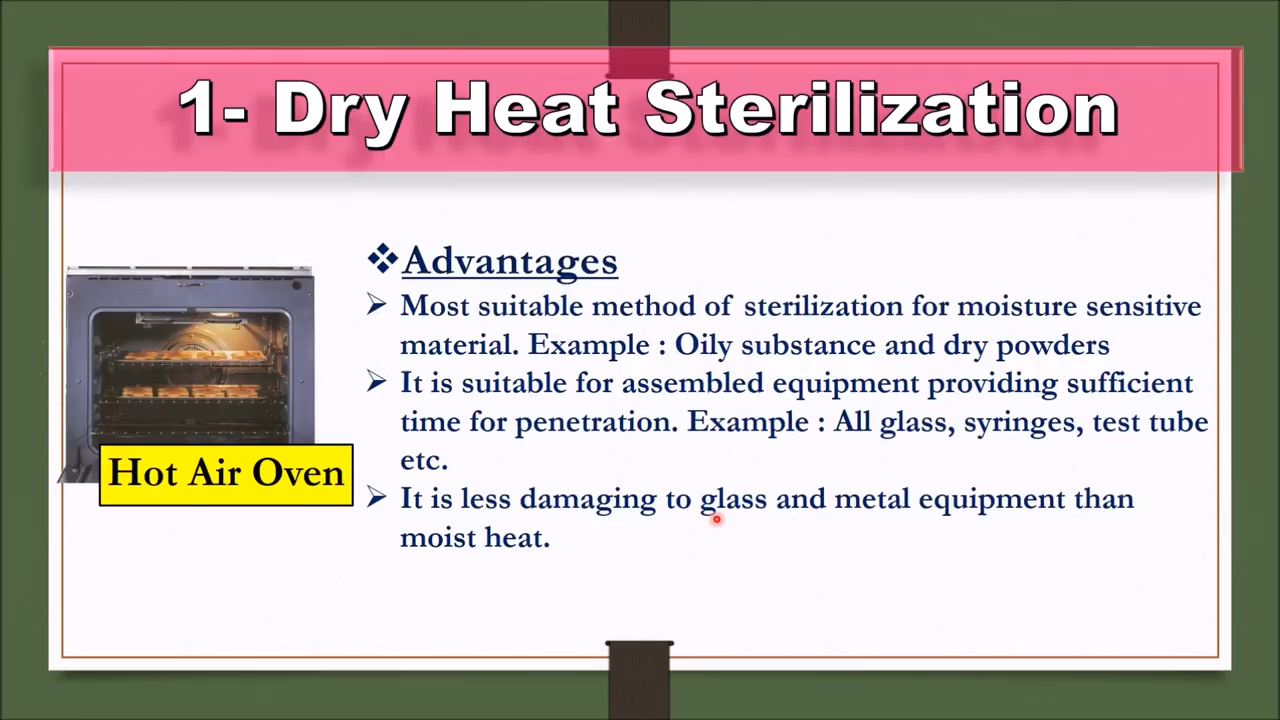 1- Dry Heat Sterilization
Advantages
Most suitable method of sterilization for moisture sensitive
material. Example : Oily substance and dry powders
It is suitable for assembled equipment providing sufficient
time for penetration. Example : All glass, syringes, test tube
etc.
It is less damaging to glass and metal equipment than
moist heat.
Hot Air Oven